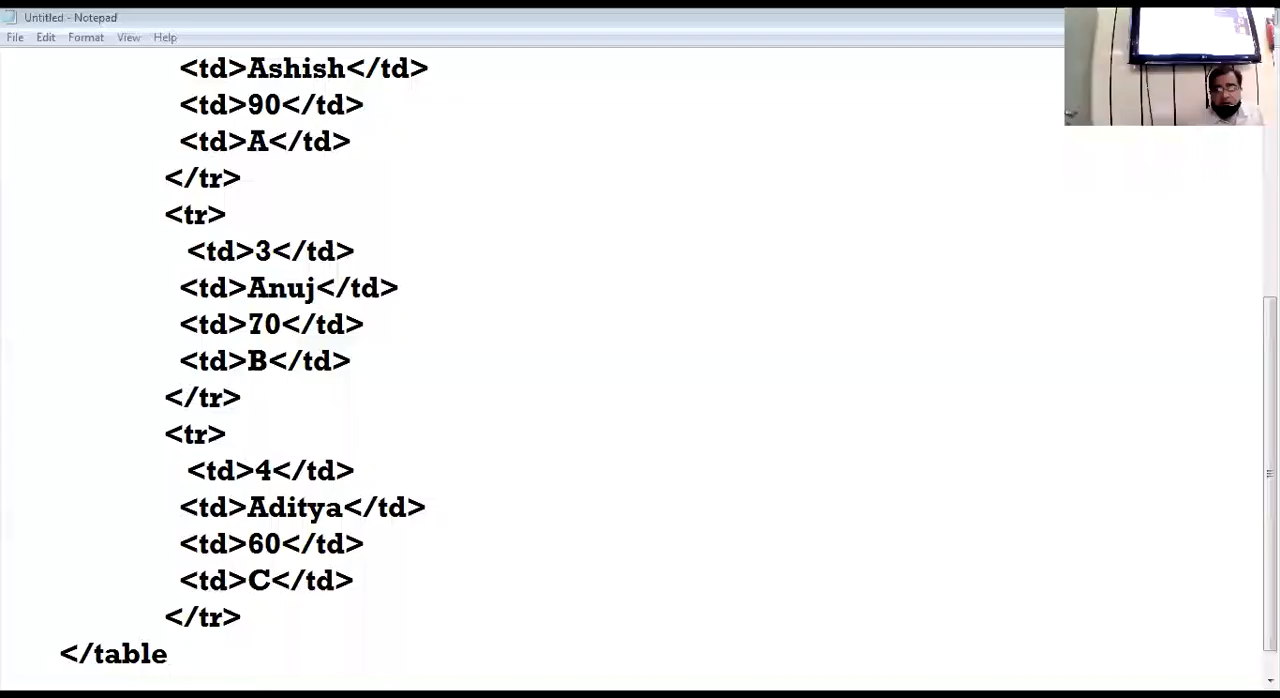 Untitled - Notepad
File Edit Format View Help
<td>Ashish</td>
<td>90</td>
<td>A</td>
</tr>
<tr>
<td>3</td>
<td>Anuj</td>
<td>70</td>
<td>B</td>
</tr>
<tr>
<td>4</td>
<td>Aditya</td>
<td>60</td>
<td>C</td>
</tr>
</table